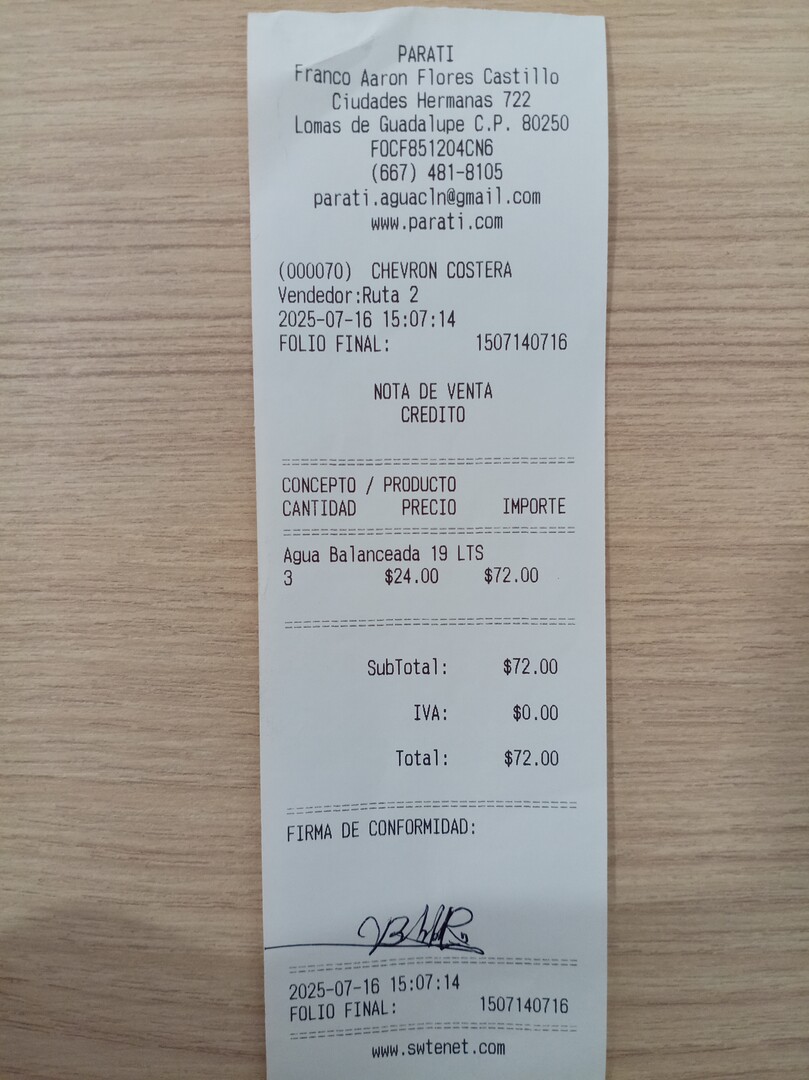 PARATI
Franco Aaron Flores Castillo
Ciudades Hermanas 722
Lomas de Guadalupe C.P. 80250
FOCF851204CN6
(667) 481-8105
parati.aguacln@gmail.com
www.parati.com
(000070) CHEVRON COSTERA
Vendedor:Ruta 2
2025-07-16 15:07:14
FOLIO FINAL: 1507140716
NOTA DE VENTA
CREDITO
CONCEPTO / PRODUCTO
CANTIDAD PRECIO IMPORTE
Agua Balanceada 19 LTS
3 $24.00 $72.00
SubTotal: $72.00
IVA: $0.00
Total: $72.00
FIRMA DE CONFORMIDAD:
2025-07-16 15:07:14
FOLIO FINAL: 1507140716
www.swtenet.com